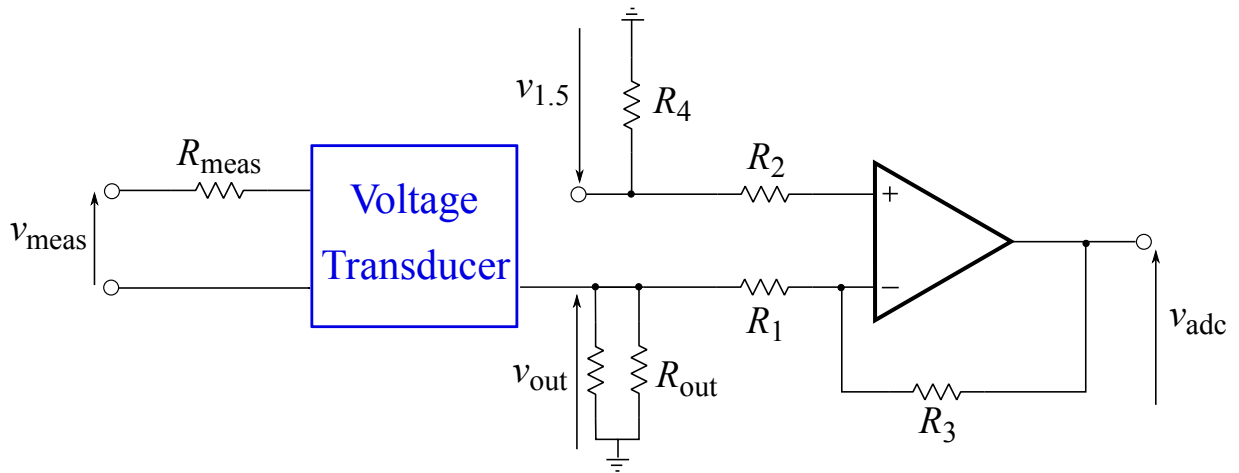 v1.5
R4
Rmeas
R2
Voltage
Transducer
+
vmeas
−
R1
vadc
vout
Rout
R3